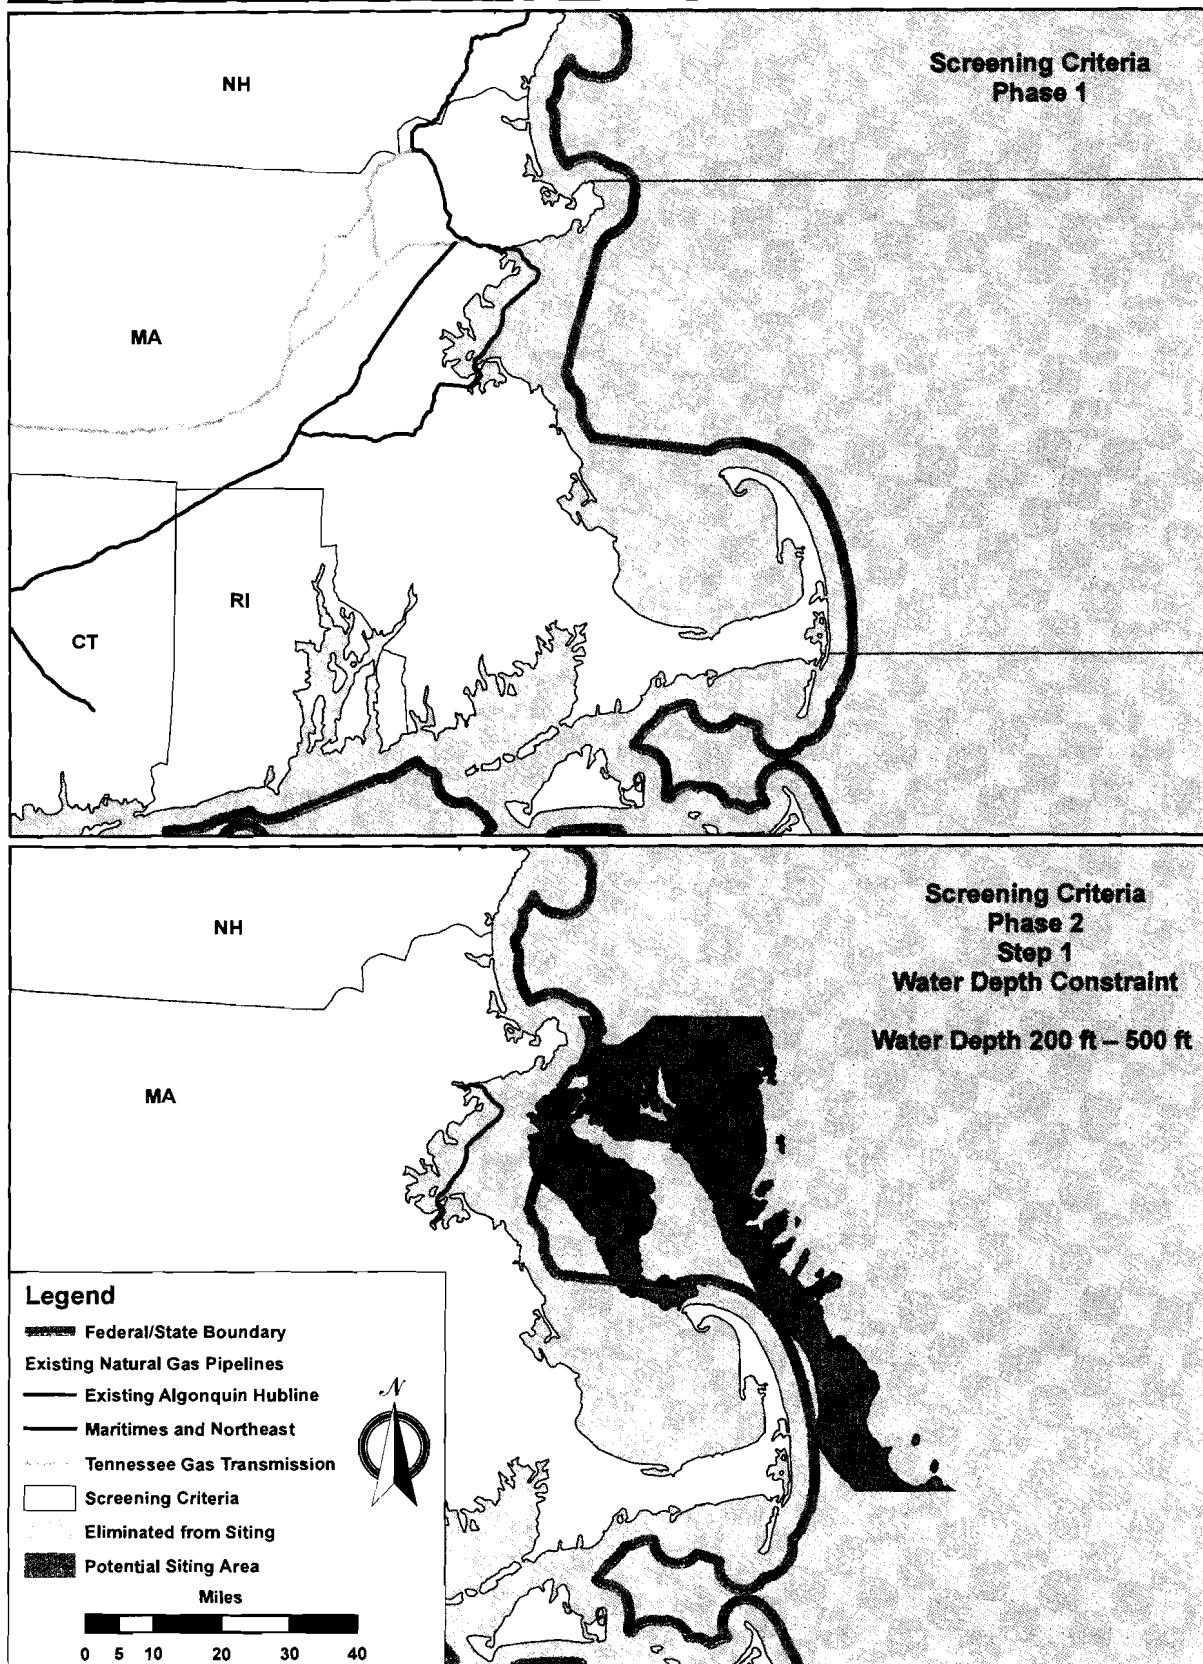 Screening Criteria
Phase 1
NH
MA
RI
CT
Screening Criteria
Phase 2
Step 1
Water Depth Constraint
Water Depth 200 ft – 500 ft
NH
MA
Legend
Federal/State Boundary
Existing Natural Gas Pipelines
Existing Algonquin Hubline
Maritimes and Northeast
Tennessee Gas Transmission
Screening Criteria
Eliminated from Siting
Potential Siting Area
N
Miles
0 5 10 20 30 40